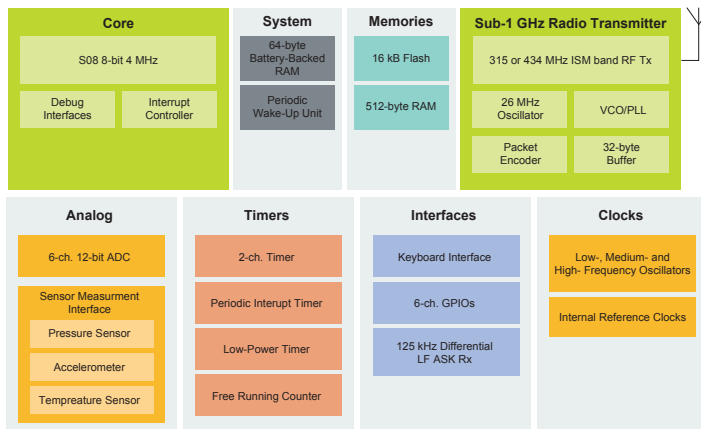 Core
S08 8-bit 4 MHz
Debug
Interfaces
Interrupt
Controller
System
64-byte
Battery-Backed
RAM
Periodic
Wake-Up Unit
Memories
16 kB Flash
512-byte RAM
Sub-1 GHz Radio Transmitter
315 or 434 MHz ISM band RF Tx
26 MHz
Oscillator
VCO/PLL
Packet
Encoder
32-byte
Buffer
Analog
6-ch. 12-bit ADC
Sensor Measurment
Interface
Pressure Sensor
Accelerometer
Tempreature Sensor
Timers
2-ch. Timer
Periodic Interupt Timer
Low-Power Timer
Free Running Counter
Interfaces
Keyboard Interface
6-ch. GPIOs
125 kHz Differential
LF ASK Rx
Clocks
Low-, Medium- and
High- Frequency Oscillators
Internal Reference Clocks